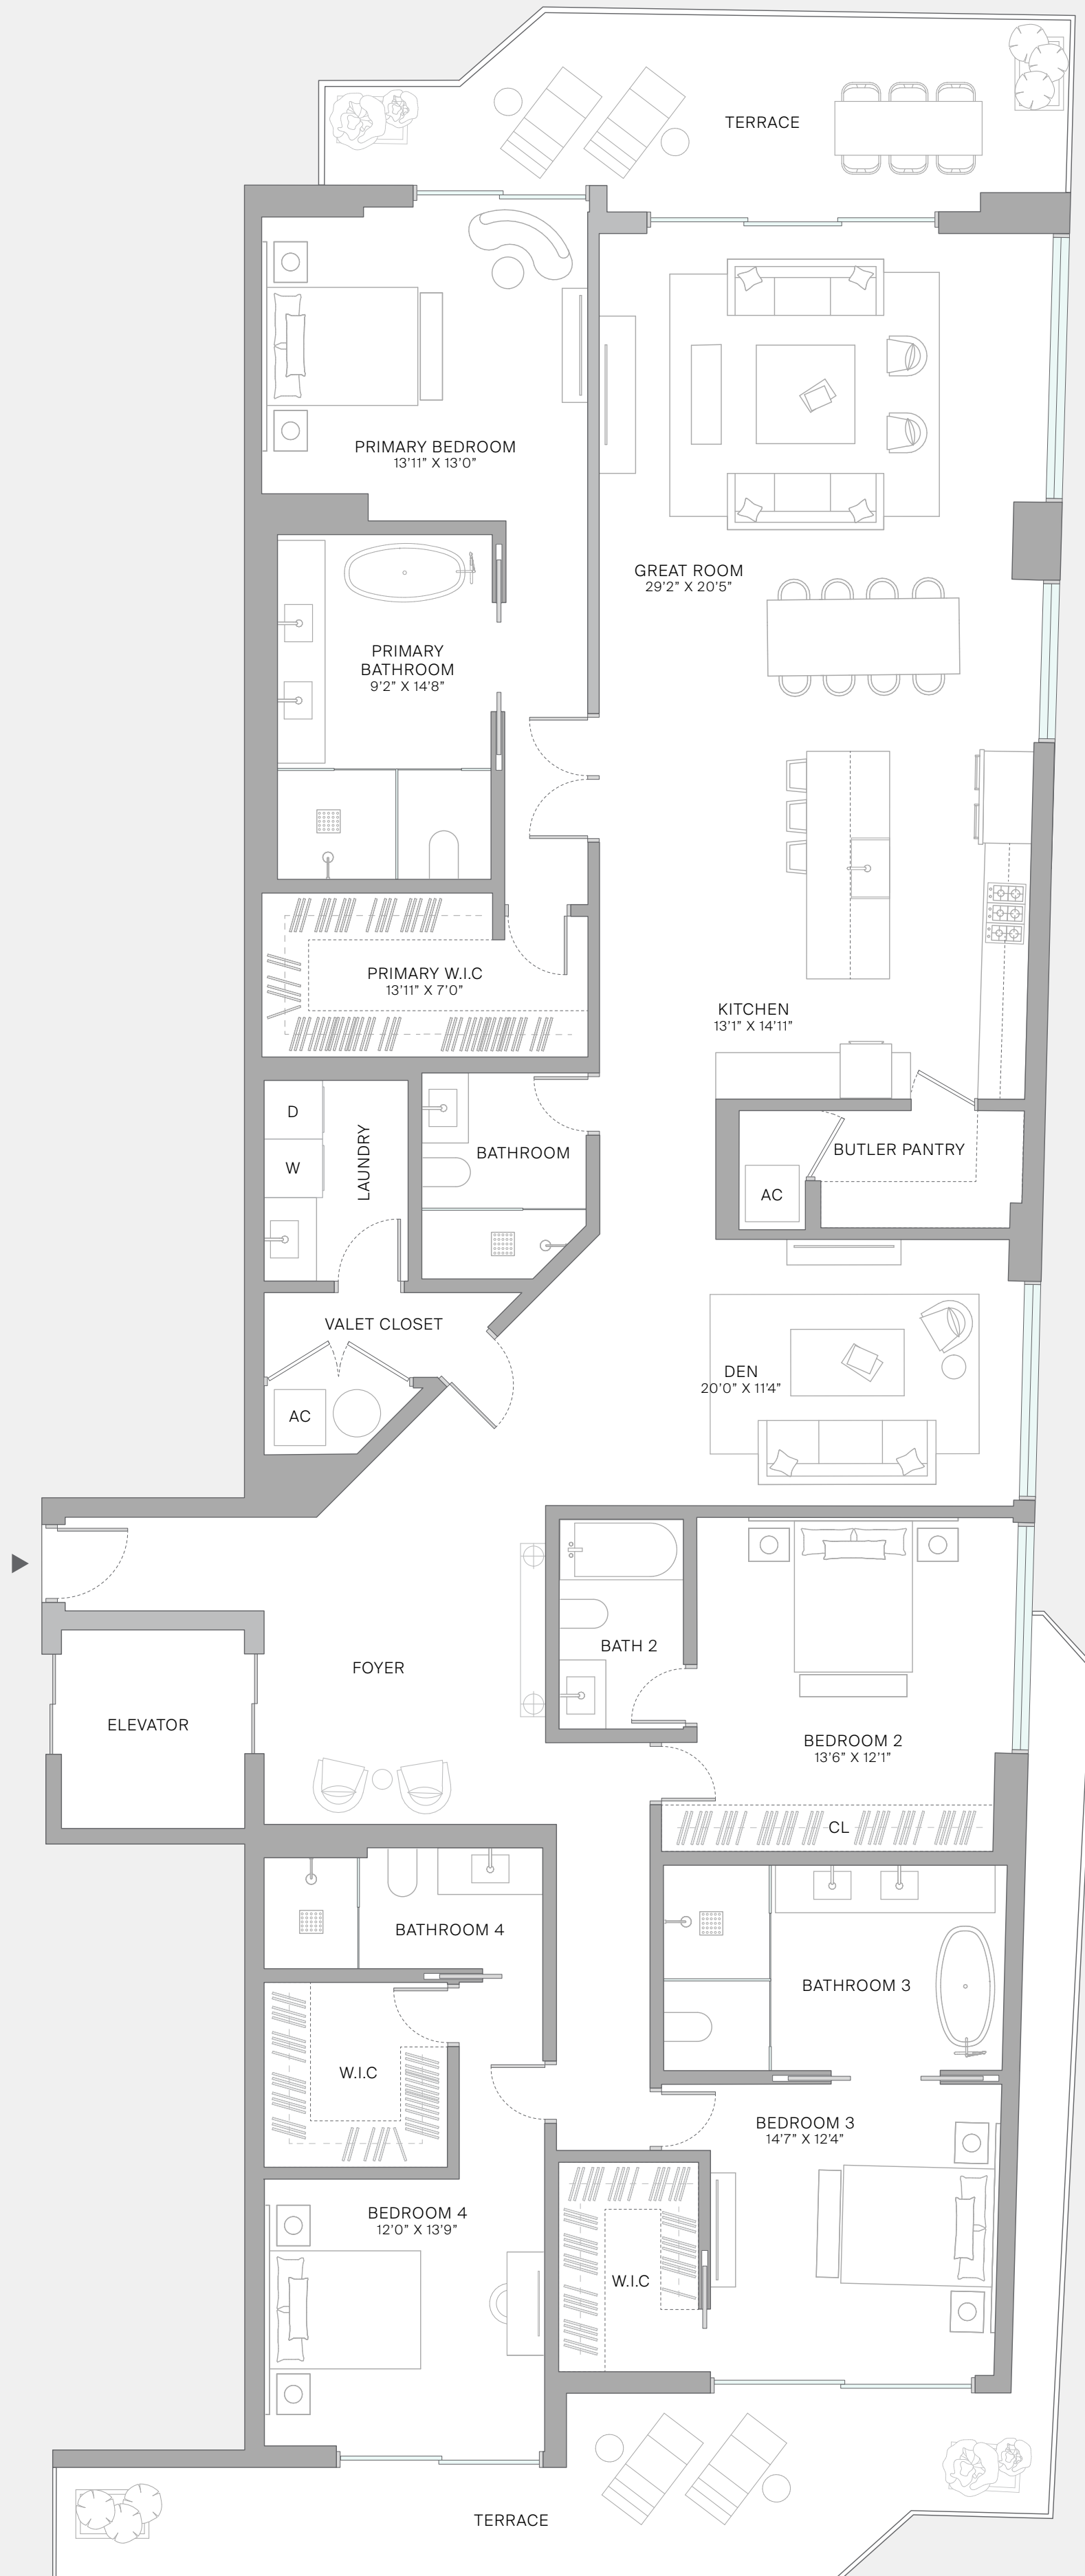 TERRACE
PRIMARY BEDROOM
13'11" X 13'0"
GREAT ROOM
29'2" X 20'5"
PRIMARY
BATHROOM
9'2" X 14'8"
PRIMARY W.I.C
13'11" X 7'0"
KITCHEN
13'1" X 14'11"
D
W
LAUNDRY
BATHROOM
BUTLER PANTRY
AC
VALET CLOSET
AC
DEN
20'0" X 11'4"
BATH 2
FOYER
ELEVATOR
BEDROOM 2
13'6" X 12'1"
CL
BATHROOM 4
BATHROOM 3
W.I.C
BEDROOM 3
14'7" X 12'4"
BEDROOM 4
12'0" X 13'9"
W.I.C
TERRACE